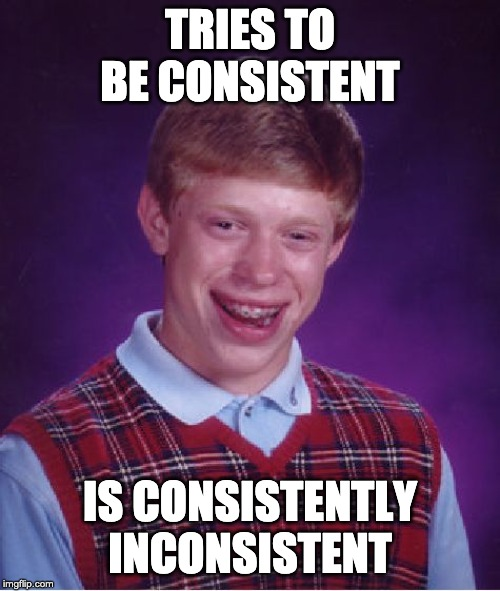 TRIES TO
BE CONSISTENT
IS CONSISTENTLY
INCONSISTENT
imgflip.com